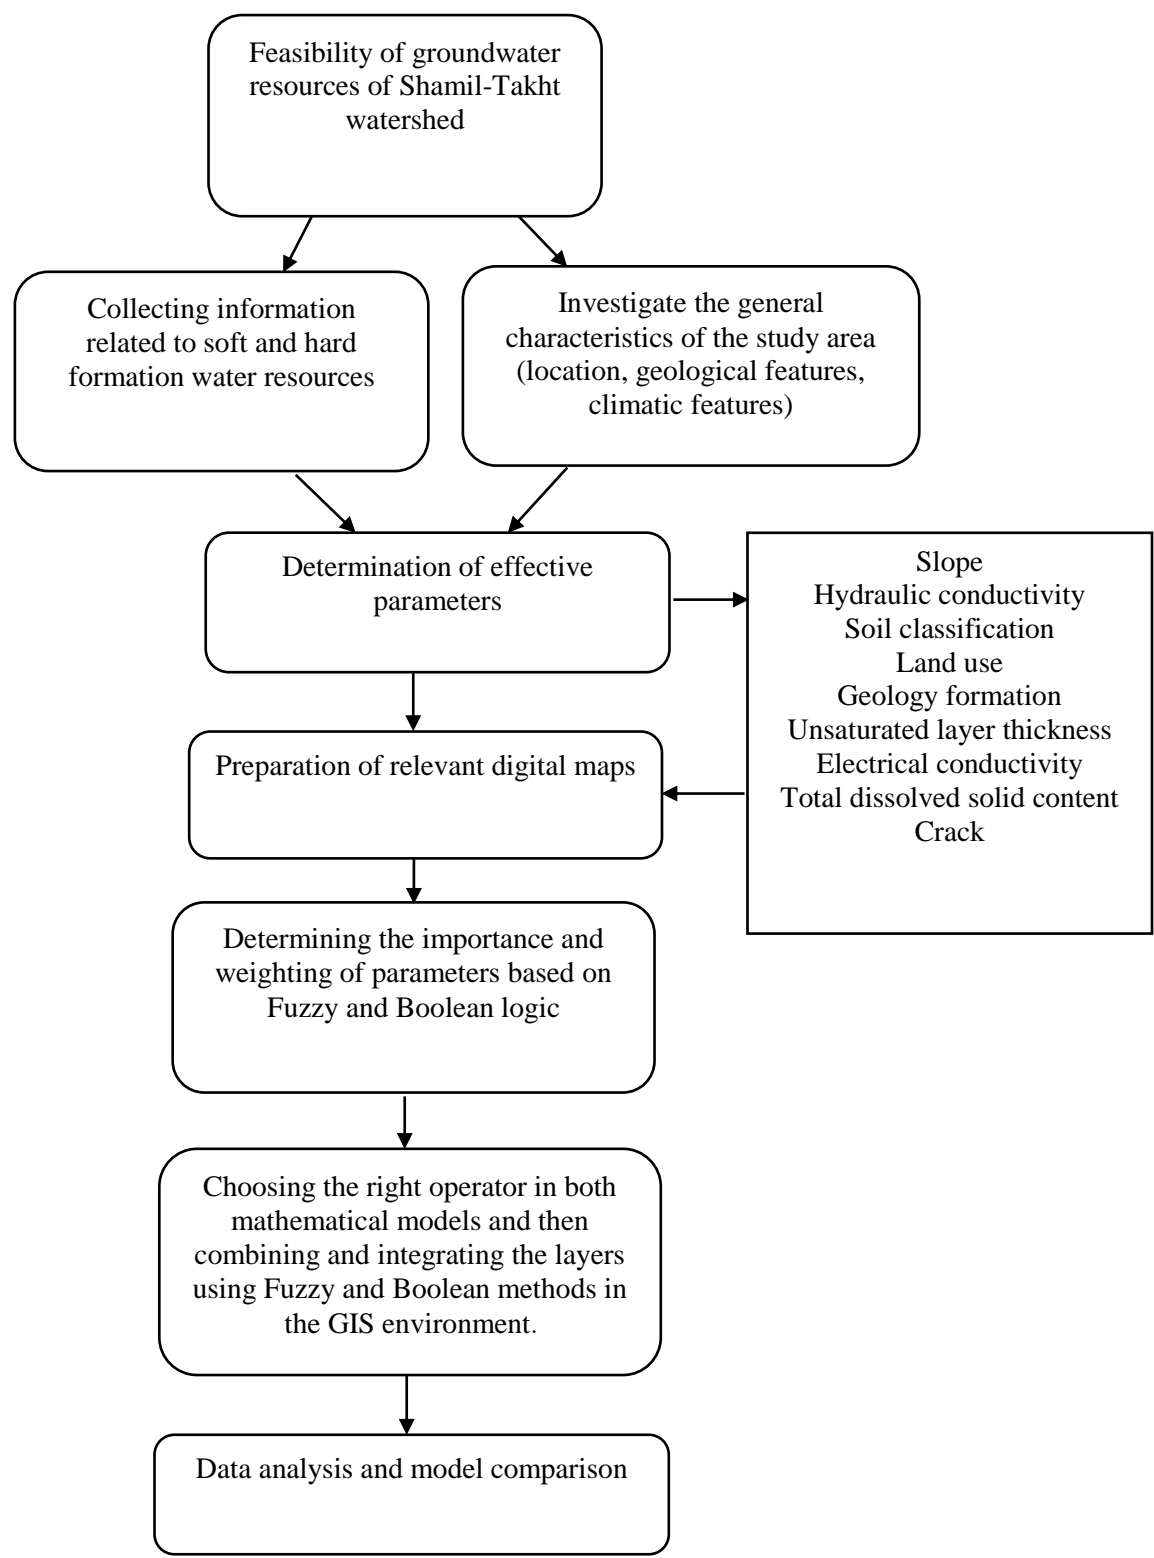 Feasibility of groundwater
resources of Shamil-Takht
watershed
Collecting information
related to soft and hard
formation water resources
Investigate the general
characteristics of the study area
(location, geological features,
climatic features)
Determination of effective
parameters
Slope
Hydraulic conductivity
Soil classification
Land use
Geology formation
Unsaturated layer thickness
Electrical conductivity
Total dissolved solid content
Crack
Preparation of relevant digital maps
Determining the importance and
weighting of parameters based on
Fuzzy and Boolean logic
Choosing the right operator in both
mathematical models and then
combining and integrating the layers
using Fuzzy and Boolean methods in
the GIS environment.
Data analysis and model comparison